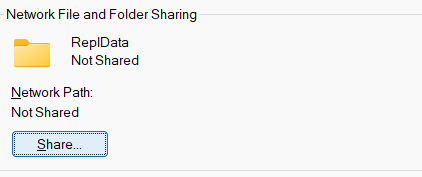 Network File and Folder Sharing
ReplData
Not Shared
Network Path:
Not Shared
Share...